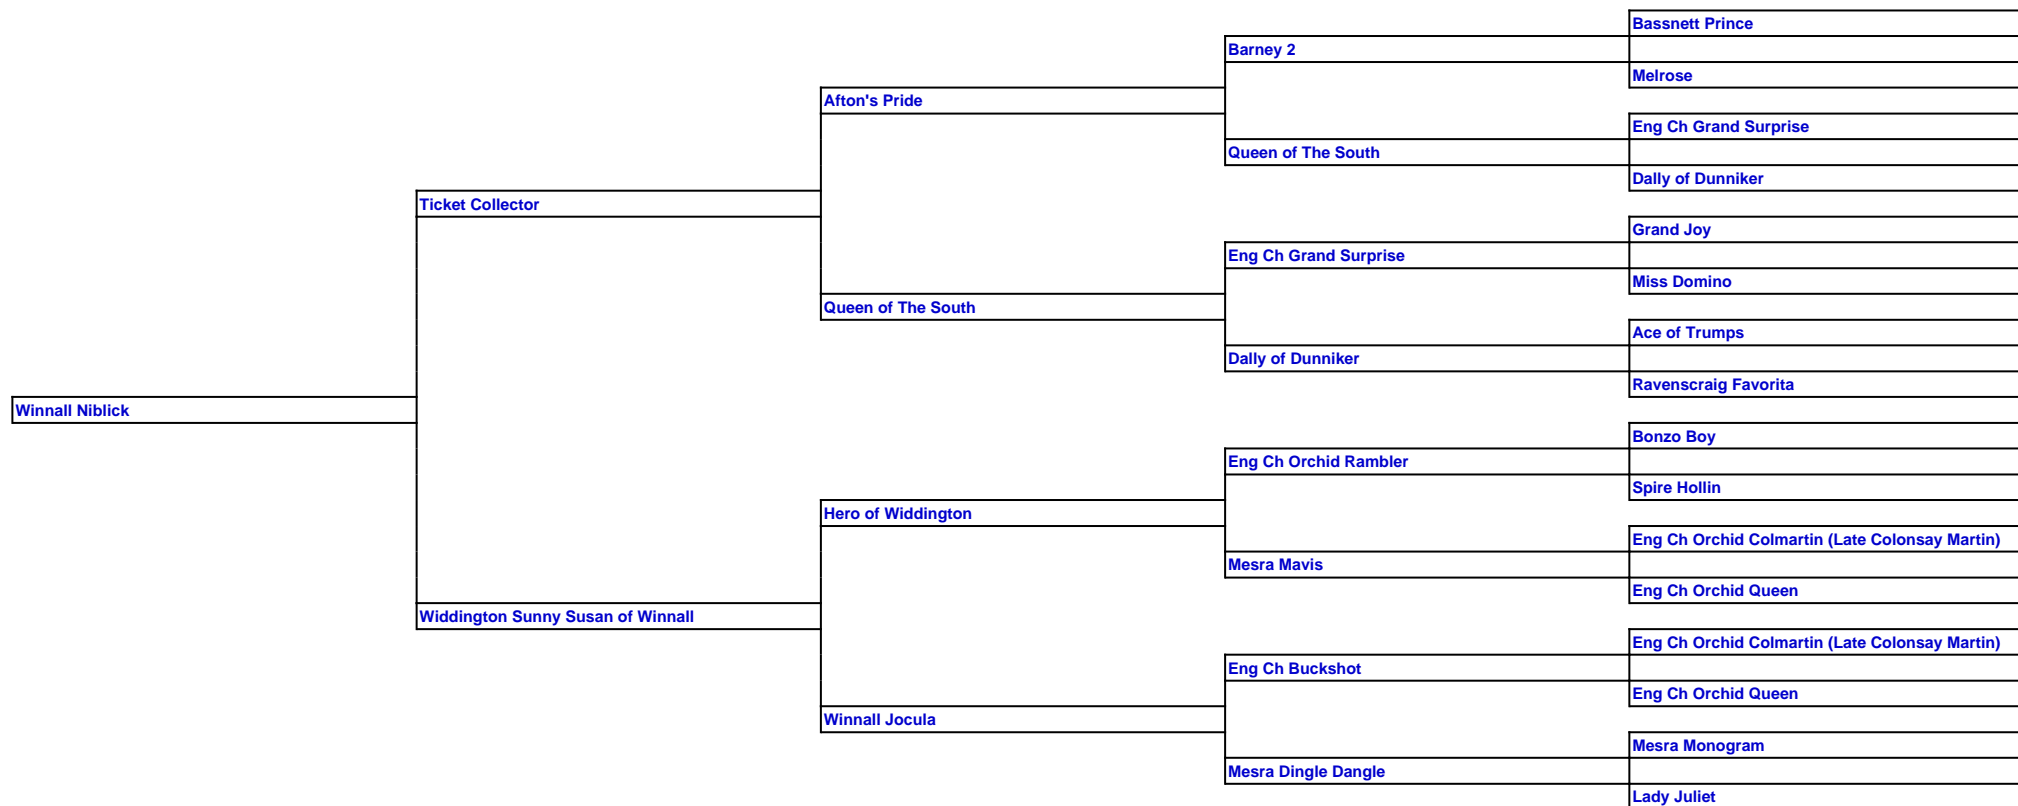 Bassnett Prince
Barney 2
Melrose
Afton's Pride
Eng Ch Grand Surprise
Queen of The South
Dally of Dunniker
Ticket Collector
Grand Joy
Eng Ch Grand Surprise
Miss Domino
Queen of The South
Ace of Trumps
Dally of Dunniker
Ravenscraig Favorita
Winnall Niblick
Bonzo Boy
Eng Ch Orchid Rambler
Spire Hollin
Hero of Widdington
Eng Ch Orchid Colmartin (Late Colonsay Martin)
Mesra Mavis
Eng Ch Orchid Queen
Widdington Sunny Susan of Winnall
Eng Ch Orchid Colmartin (Late Colonsay Martin)
Eng Ch Buckshot
Eng Ch Orchid Queen
Winnall Jocula
Mesra Monogram
Mesra Dingle Dangle
Lady Juliet